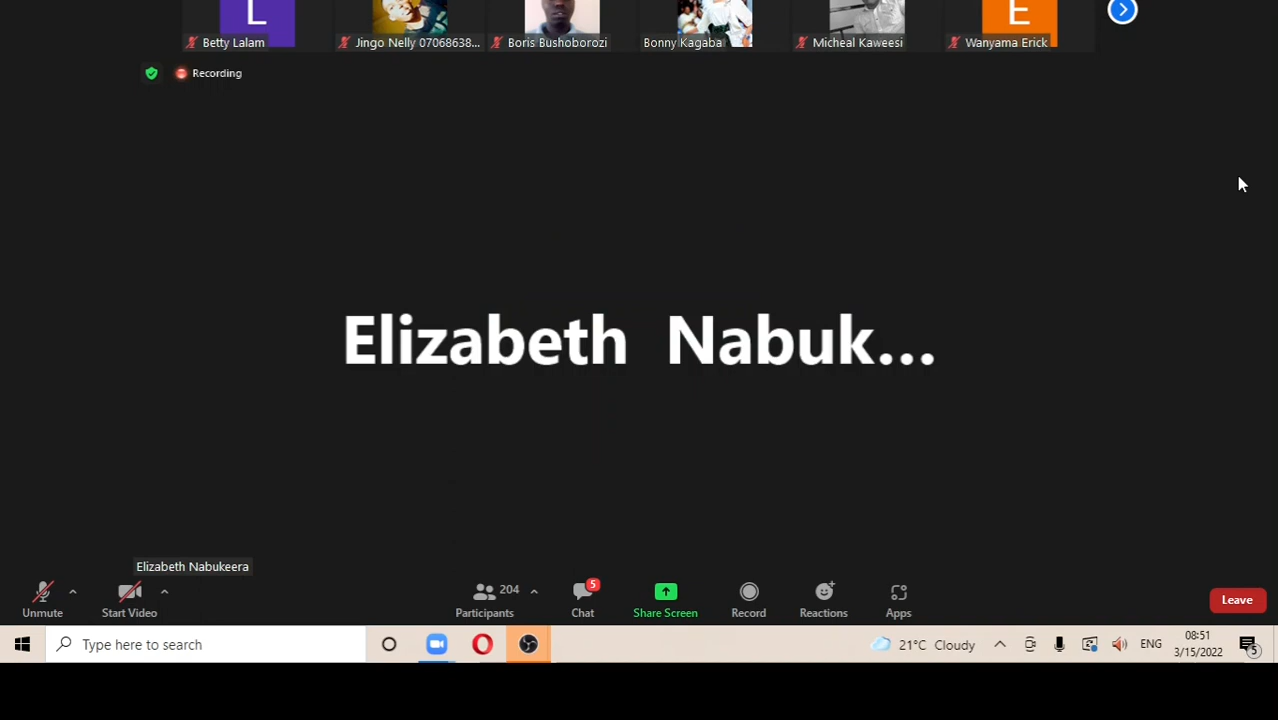 L
E
Betty Lalam
Jingo Nelly 07068638...
Boris Bushoborozi
Bonny Kagaba
Micheal Kaweesi
Wanyama Erick
Recording
Elizabeth Nabuk...
Elizabeth Nabukeera
204
5
Unmute
Start Video
Participants
Chat
Share Screen
Record
Reactions
Apps
Leave
Type here to search
21°C Cloudy
ENG
08:51
3/15/2022
5